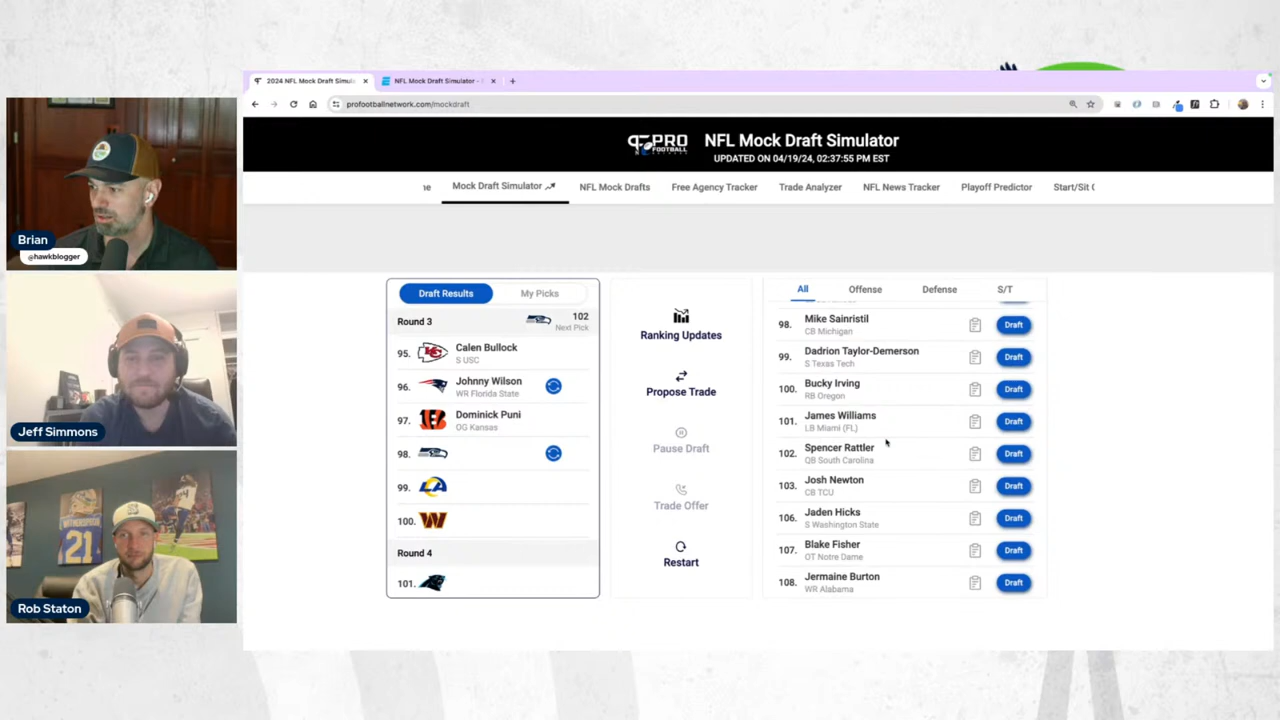 Brian
@hawkblogger
Jeff Simmons
WITHERSPOON
21
Rob Staton
2024 NFL Mock Draft Simula
NFL Mock Draft Simulator -
profootballnetwork.com/mockdraft
PRO
FOOTBALL
NETWORK
NFL Mock Draft Simulator
UPDATED ON 04/19/24, 02:37:55 PM EST
Mock Draft Simulator
NFL Mock Drafts
Free Agency Tracker
Trade Analyzer
NFL News Tracker
Playoff Predictor
Start/Sit
Draft Results
My Picks
Round 3
102
Next Pick
95.
Calen Bullock
S USC
96.
Johnny Wilson
WR Florida State
97.
Dominick Puni
OG Kansas
98.
99.
100.
Round 4
101.
Ranking Updates
Propose Trade
Pause Draft
Trade Offer
Restart
All
Offense
Defense
S/T
98.
Mike Sainristil
CB Michigan
Draft
99.
Dadrion Taylor-Demerson
S Texas Tech
Draft
100.
Bucky Irving
RB Oregon
Draft
101.
James Williams
LB Miami (FL)
Draft
102.
Spencer Rattler
QB South Carolina
Draft
103.
Josh Newton
CB TCU
Draft
106.
Jaden Hicks
S Washington State
Draft
107.
Blake Fisher
OT Notre Dame
Draft
108.
Jermaine Burton
WR Alabama
Draft